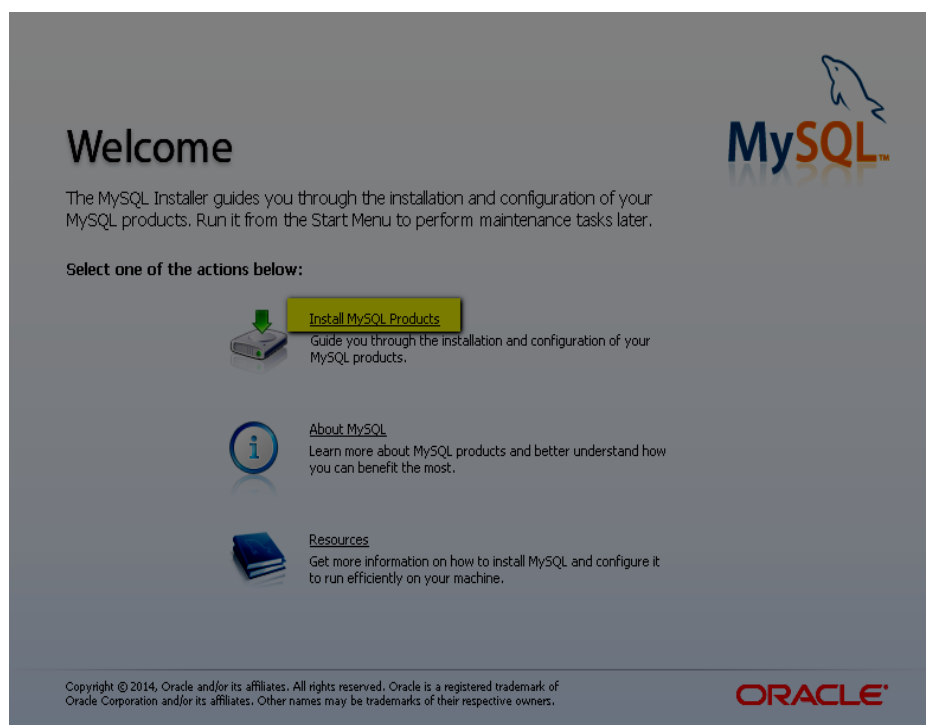 MySQL™
Welcome
The MySQL Installer guides you through the installation and configuration of your
MySQL products. Run it from the Start Menu to perform maintenance tasks later.
Select one of the actions below:
Install MySQL Products
Guide you through the installation and configuration of your
MySQL products.
About MySQL
Learn more about MySQL products and better understand how
you can benefit the most.
Resources
Get more information on how to install MySQL and configure it
to run efficiently on your machine.
Copyright © 2014, Oracle and/or its affiliates. All rights reserved. Oracle is a registered trademark of
Oracle Corporation and/or its affiliates. Other names may be trademarks of their respective owners.
ORACLE®